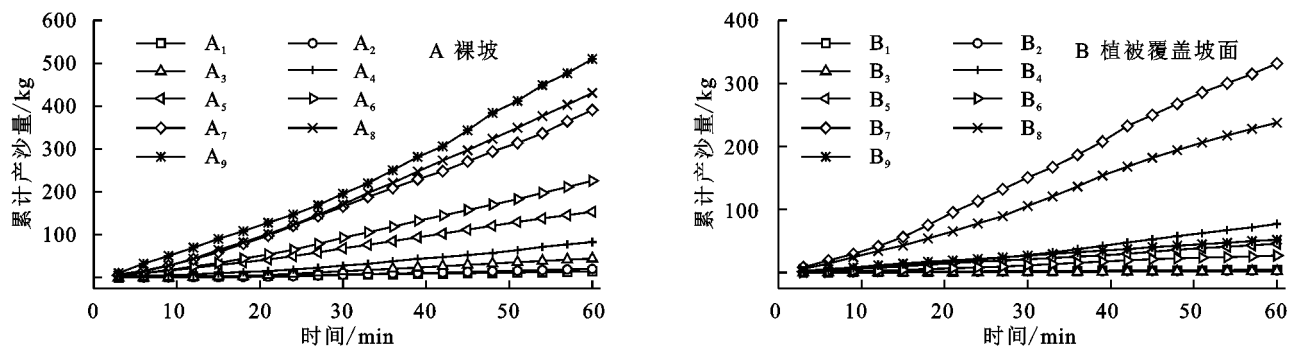 600
500
400
300
200
100
累计产沙量/kg
A 裸坡
A₁ A₂
A₃ A₄
A₅ A₆
A₇ A₈
A₉
0 10 20 30 40 50 60
时间/min
400
300
200
100
累计产沙量/kg
B 植被覆盖坡面
B₁ B₂
B₃ B₄
B₅ B₆
B₇ B₈
B₉
0 10 20 30 40 50 60
时间/min